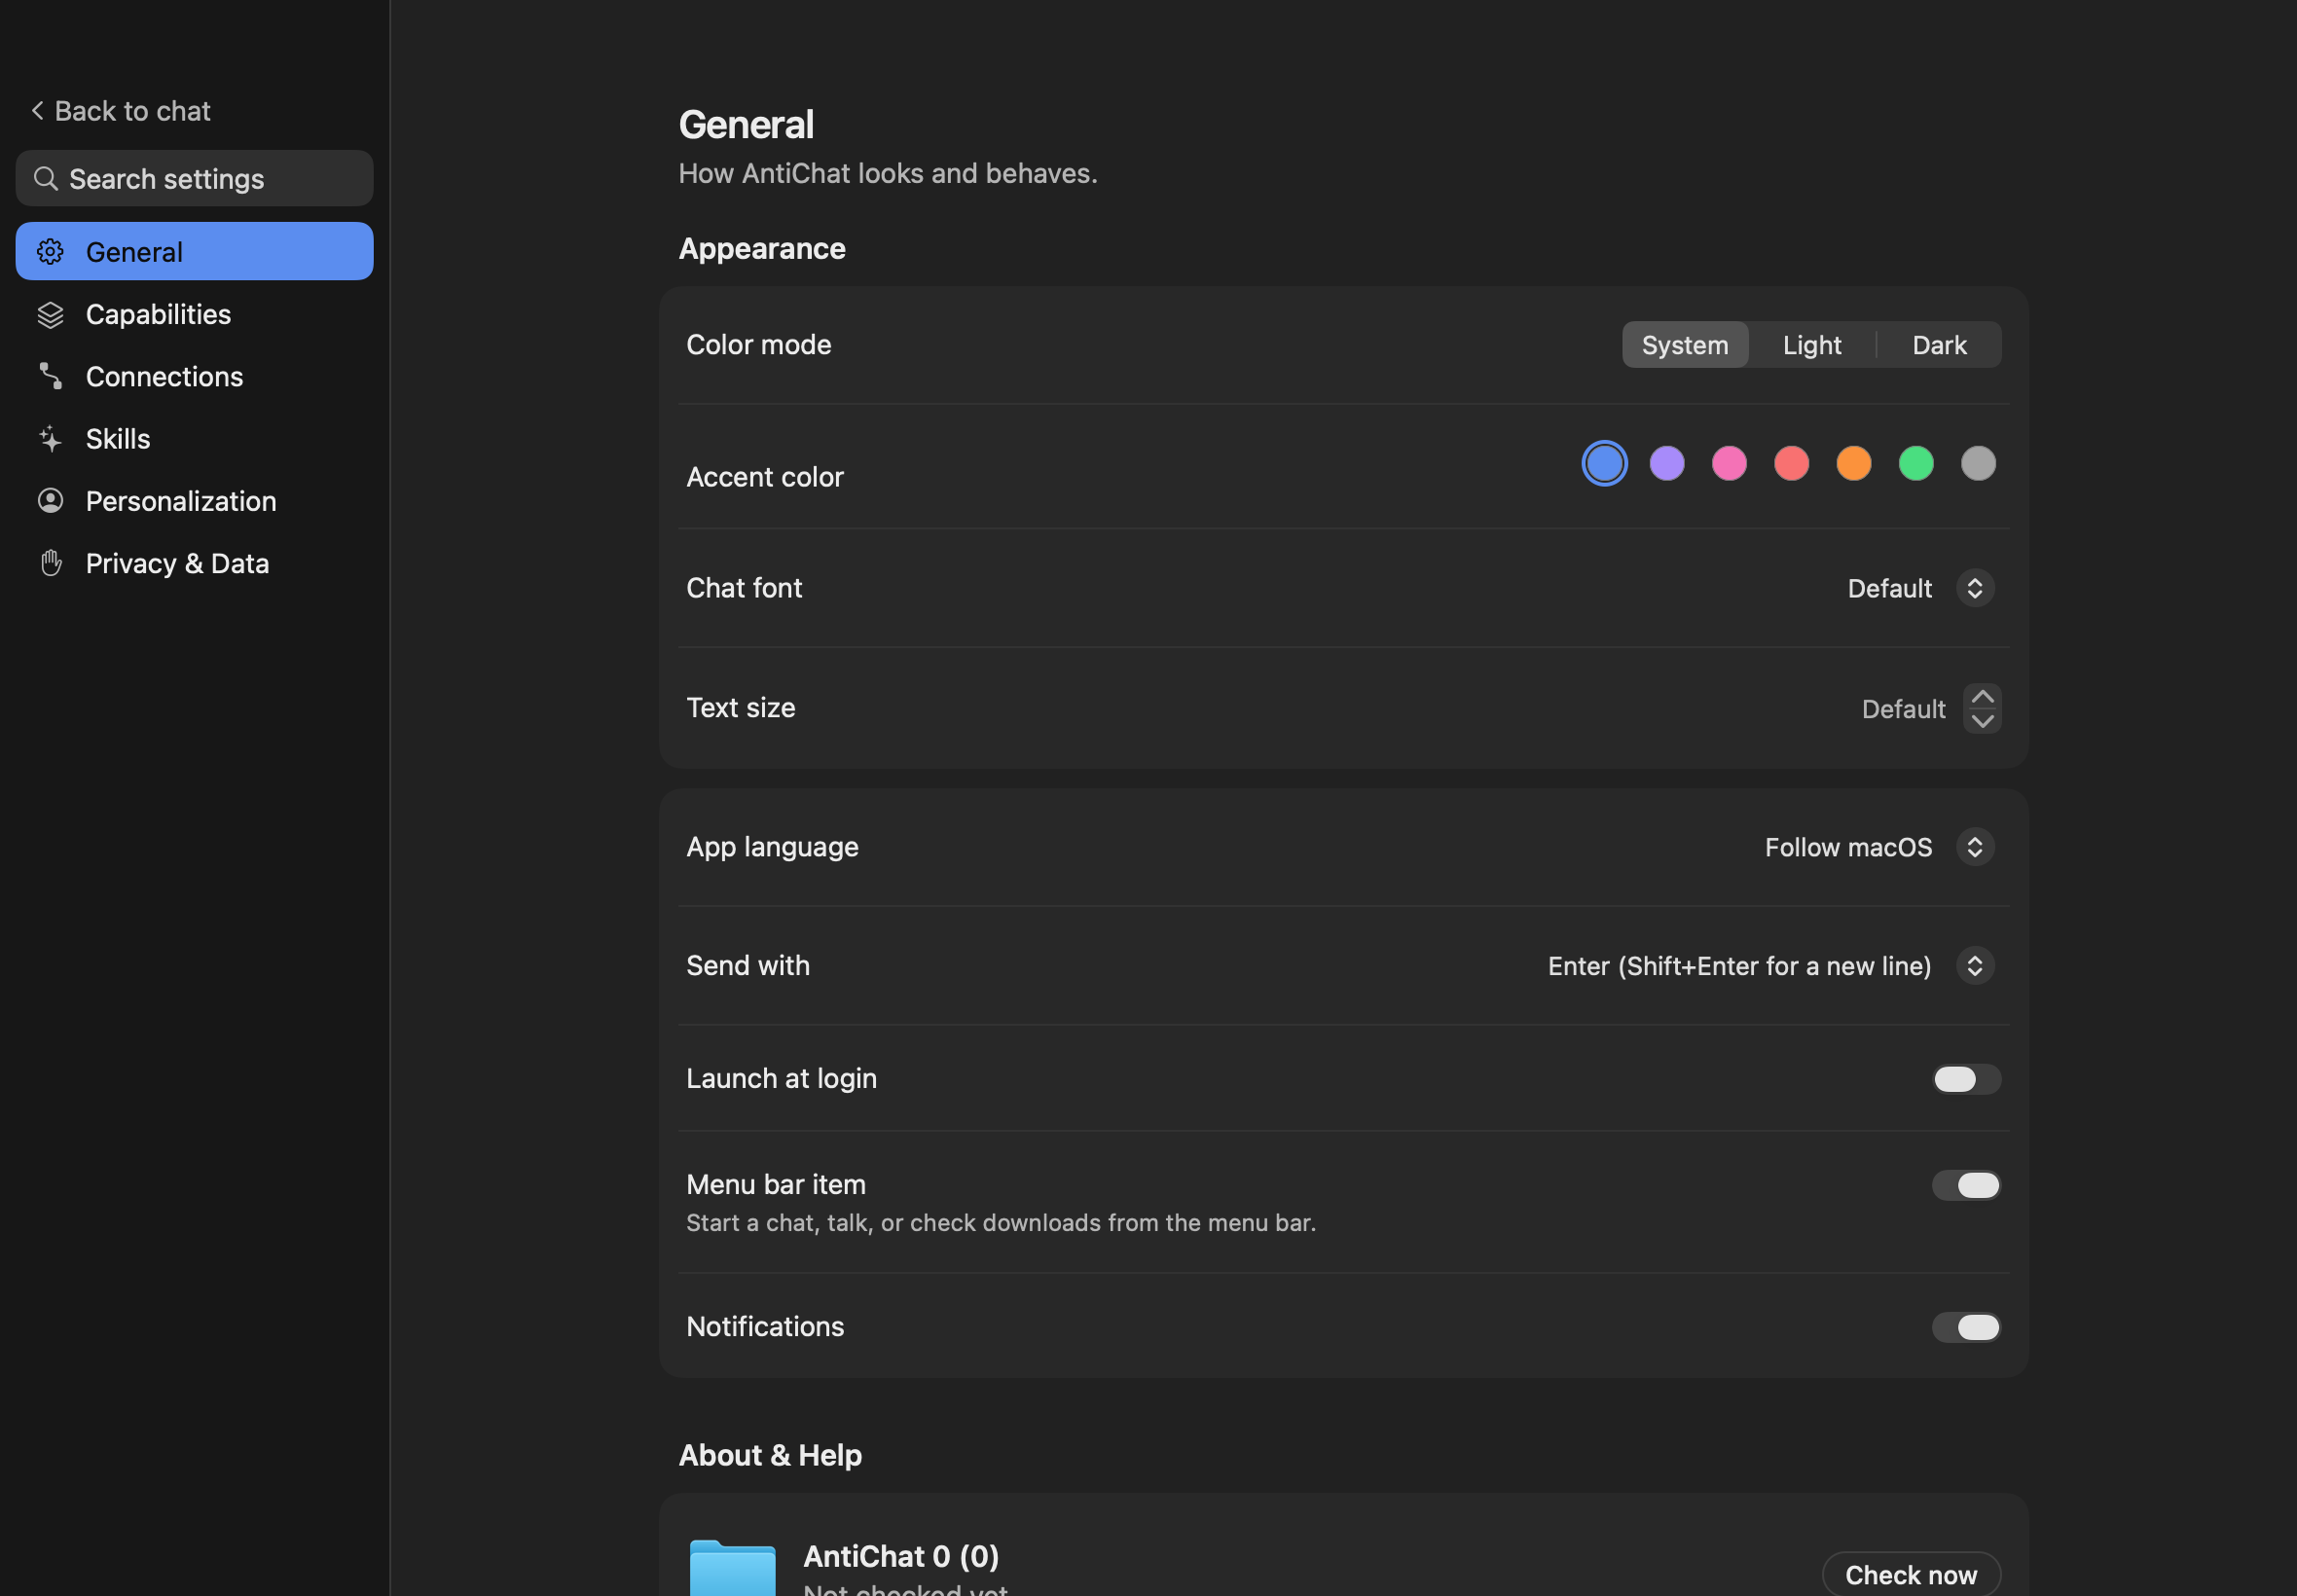 Back to chat
Search settings
General
Capabilities
Connections
Skills
Personalization
Privacy & Data
General
How AntiChat looks and behaves.
Appearance
Color mode
System Light Dark
Accent color
Chat font
Default
Text size
Default
App language
Follow macOS
Send with
Enter (Shift+Enter for a new line)
Launch at login
Menu bar item
Start a chat, talk, or check downloads from the menu bar.
Notifications
About & Help
AntiChat 0 (0)
Not checked yet
Check now